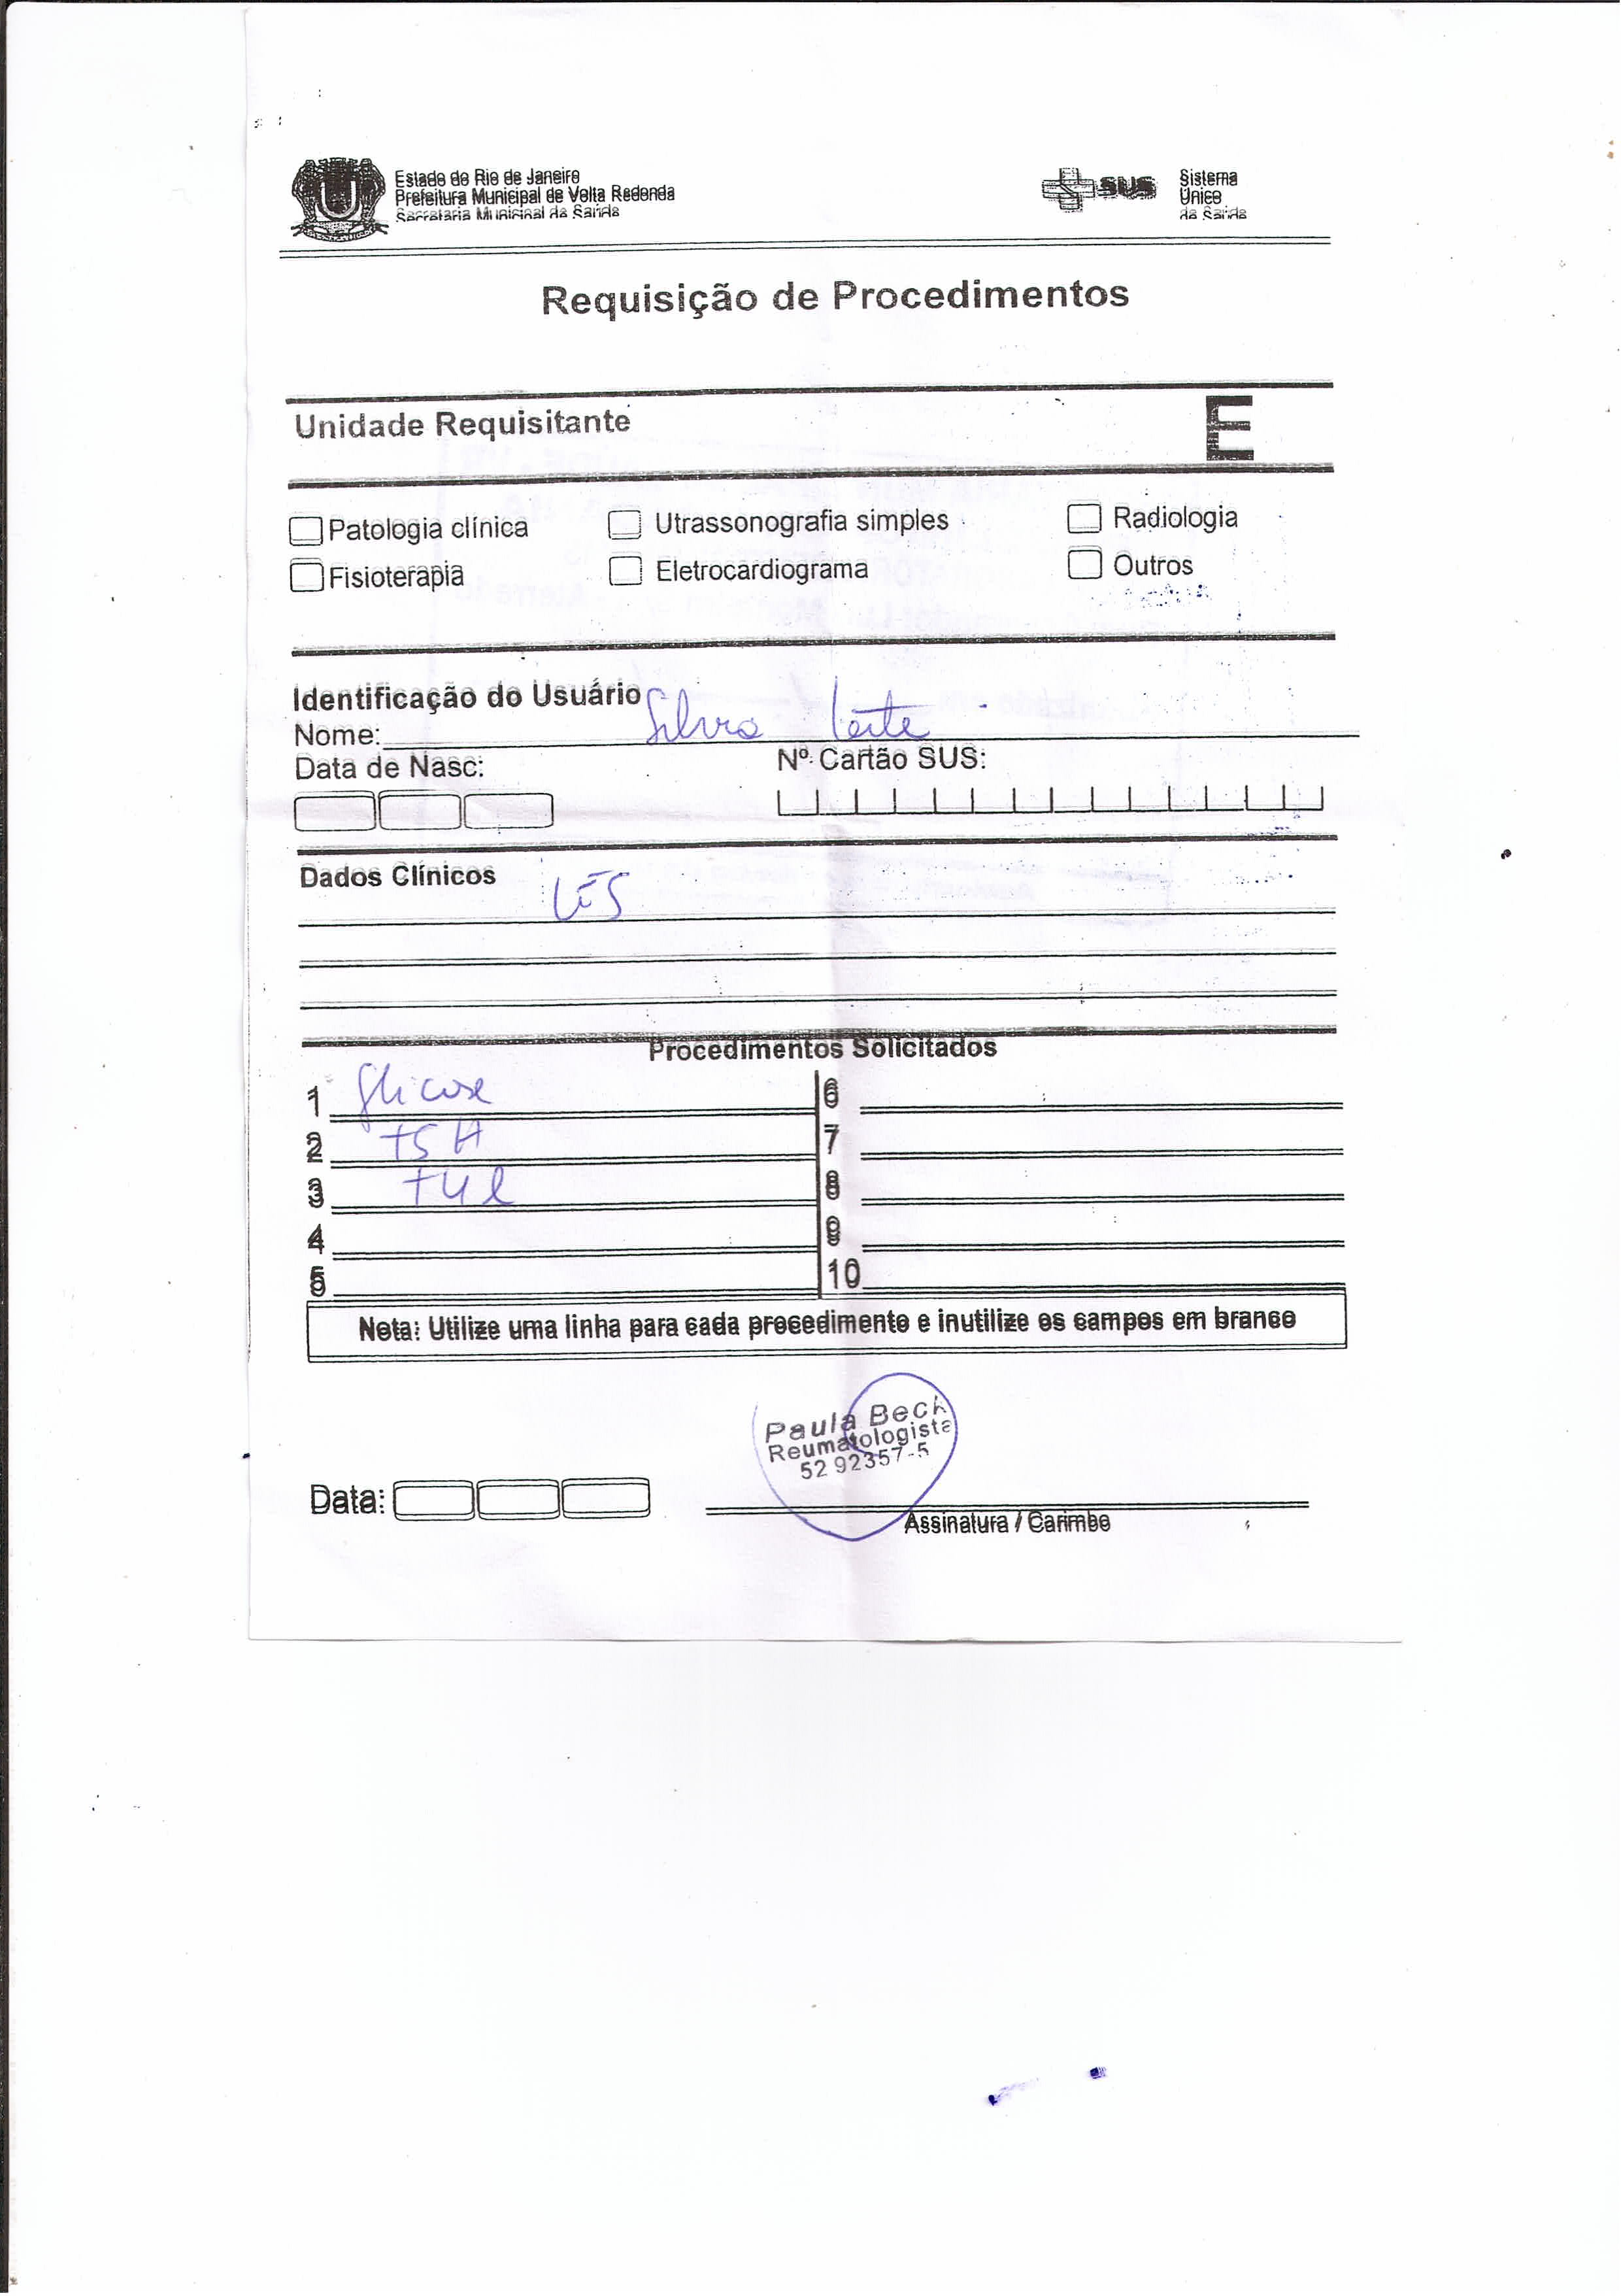 Estado do Rio de Janeiro
Prefeitura Municipal de Volta Redonda
Secretaria Municipal da Saúde
SUS
Sistema
Único
de Saúde
Requisição de Procedimentos
Unidade Requisitante
E
Patologia clínica
Utrassonografia simples
Radiologia
Fisioterapia
Eletrocardiograma
Outros
Identificação do Usuário
Nome: Silvia Leite
Data de Nasc:
Nº Cartão SUS:
Dados Clínicos
LES
Procedimentos Solicitados
1 Glicose
2 TSH
3 T4L
4
5
6
7
8
9
10
Nota: Utilize uma linha para cada procedimento e inutilize os campos em branco
Paula Beck
Reumatologista
52 92357-5
Data:
Assinatura / Carimbo